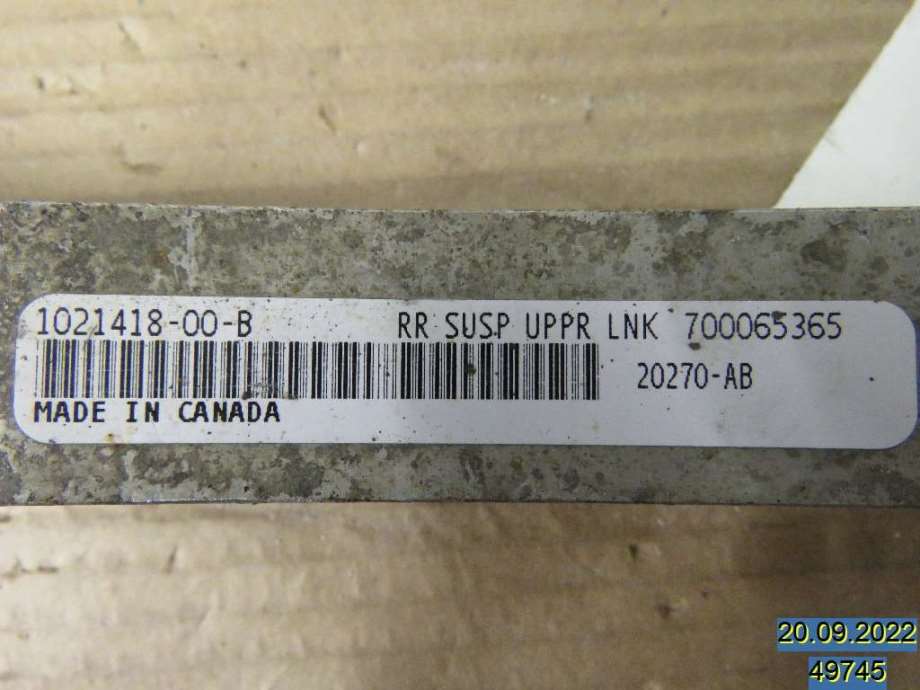 1021418-00-B RR SUSP UPPR LNK 700065365
20270-AB
MADE IN CANADA
20.09.2022
49745